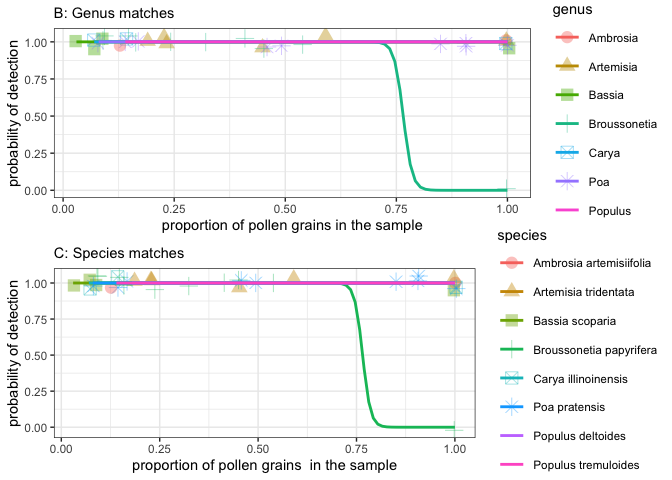 B: Genus matches
probability of detection
1.00
0.75
0.50
0.25
0.00
0.00
0.25
0.50
0.75
1.00
proportion of pollen grains in the sample
genus
Ambrosia
Artemisia
Bassia
Broussonetia
Carya
Poa
Populus
C: Species matches
probability of detection
1.00
0.75
0.50
0.25
0.00
0.00
0.25
0.50
0.75
1.00
proportion of pollen grains  in the sample
species
Ambrosia artemisiifolia
Artemisia tridentata
Bassia scoparia
Broussonetia papyrifera
Carya illinoinensis
Poa pratensis
Populus deltoides
Populus tremuloides